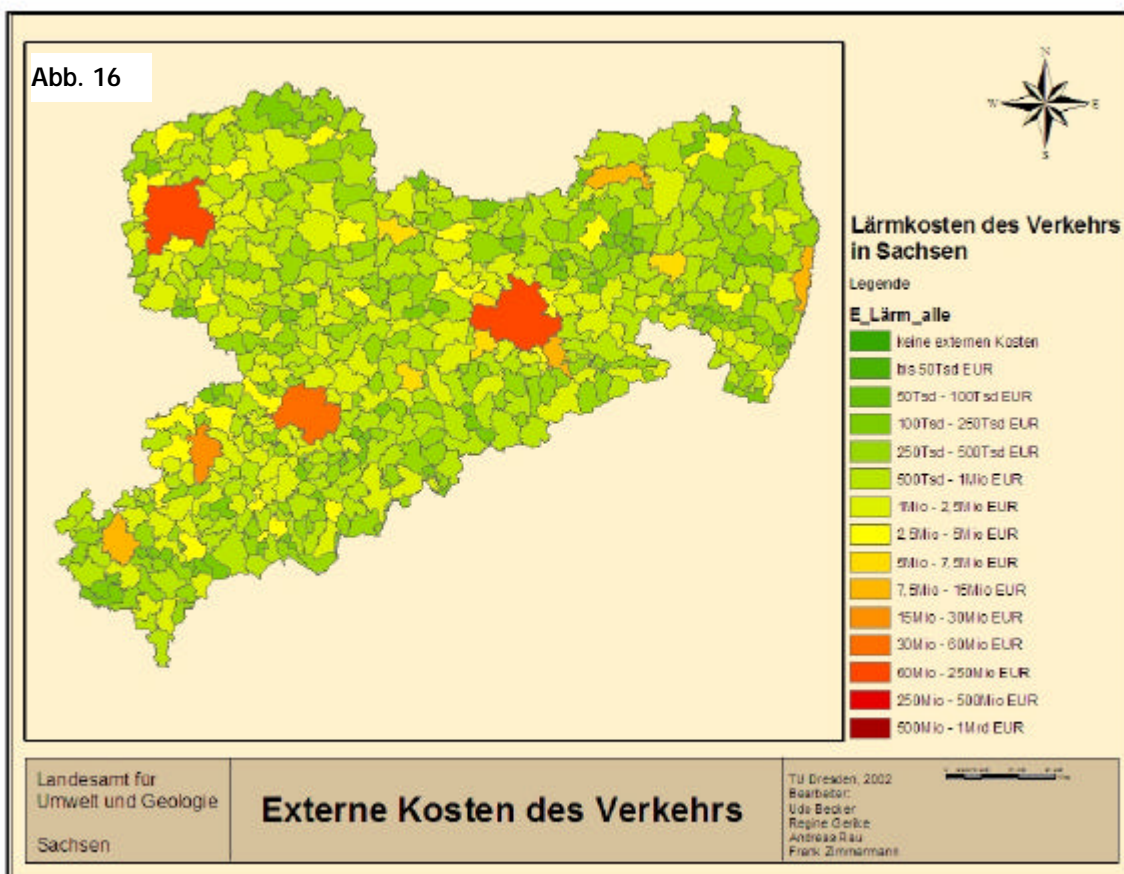 Abb. 16
N
W
E
S
Lärmkosten des Verkehrs
in Sachsen
Legende
E_Lärm_alle
keine externen Kosten
bis 50Tsd EUR
50Tsd - 100Tsd EUR
100Tsd - 250Tsd EUR
250Tsd - 500Tsd EUR
500Tsd - 1Mio EUR
1Mio - 2,5Mio EUR
2,5Mio - 5Mio EUR
5Mio - 7,5Mio EUR
7,5Mio - 15Mio EUR
15Mio - 30Mio EUR
30Mio - 60Mio EUR
60Mio - 250Mio EUR
250Mio - 500Mio EUR
500Mio - 1Mrd EUR
Landesamt für
Umwelt und Geologie
Sachsen
Externe Kosten des Verkehrs
TU Dresden, 2002
Bearbeiter:
Udo Becker
Regine Gerike
Andreas Rau
Frank Zimmermann